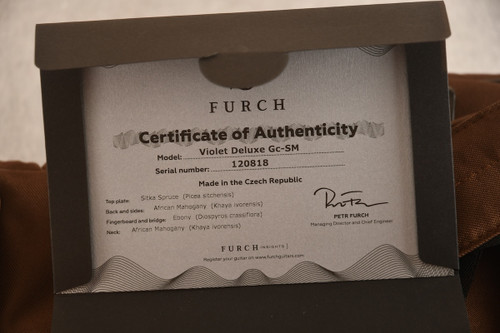 FURCH
Certificate of Authenticity
Model: Violet Deluxe Gc-SM
Serial number: 120818
Made in the Czech Republic
Top plate: Sitka Spruce (Picea sitchensis)
Back and sides: African Mahogany (Khaya ivorensis)
Fingerboard and bridge: Ebony (Diospyros crassiflora)
Neck: African Mahogany (Khaya ivorensis)
PETR FURCH
Managing Director and Chief Engineer
FURCH
Register your guitar on www.furchguitars.com